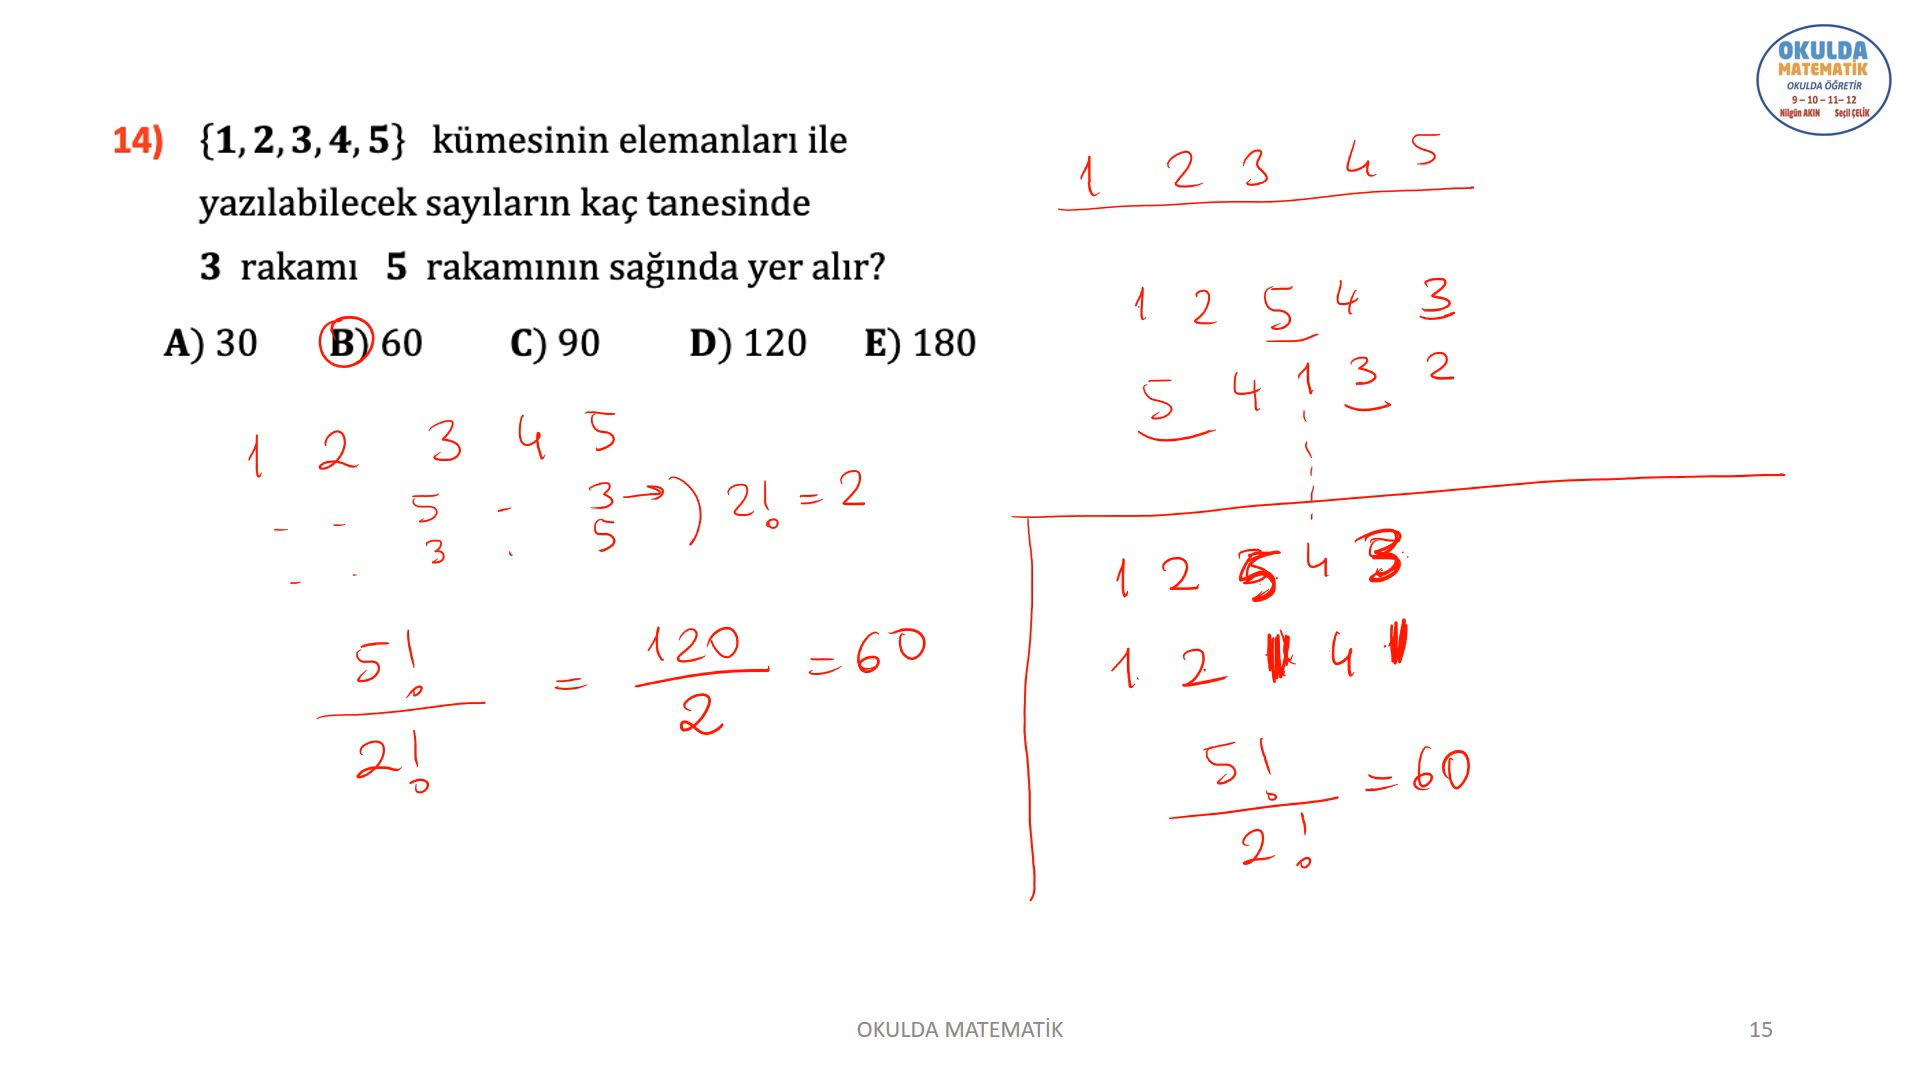 OKULDA
MATEMATİK
OKULDA ÖĞRETİR
9 – 10 – 11– 12
Nilgün AKIN Seçil ÇELİK
14) {1, 2, 3, 4, 5} kümesinin elemanları ile
yazılabilecek sayıların kaç tanesinde
3 rakamı 5 rakamının sağında yer alır?
A) 30 B) 60 C) 90 D) 120 E) 180
1 2 3 4 5
- - 5 - 3 → ) 2! = 2
- - 3 . 5
5!
2!
= 120
2
= 60
1 2 3 4 5
1 2 5 4 3
5 4 1 3 2
1 2 5 4 3
1 2 4
5!
2!
= 60
OKULDA MATEMATİK
15